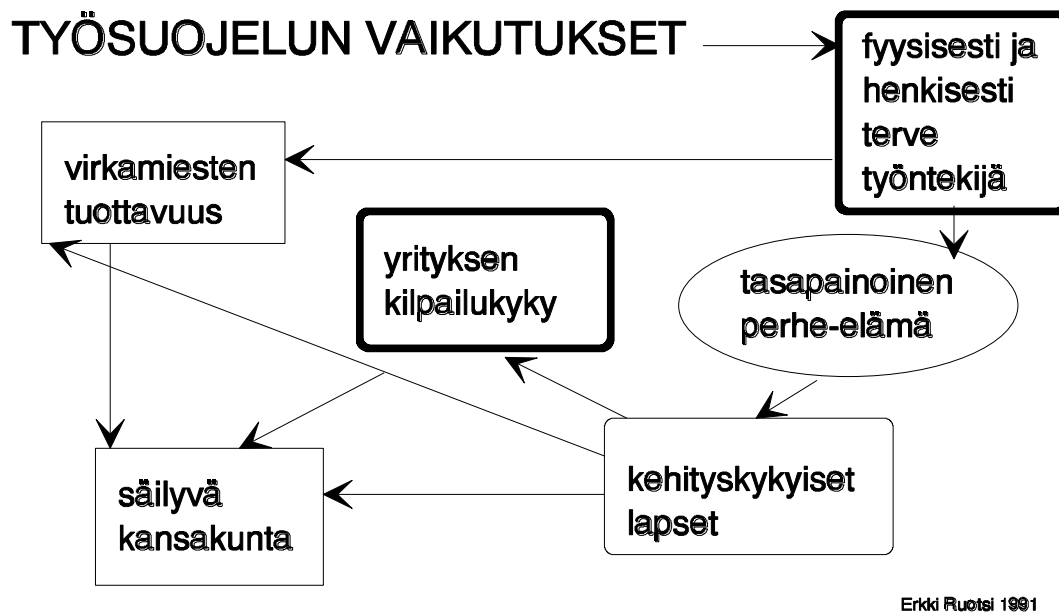 TYÖSUOJELUN VAIKUTUKSET
fyysisesti ja
henkisesti
terve
työntekijä
virkamiesten
tuottavuus
yrityksen
kilpailukyky
tasapainoinen
perhe-elämä
säilyvä
kansakunta
kehityskykyiset
lapset
Erkki Ruotsi 1991